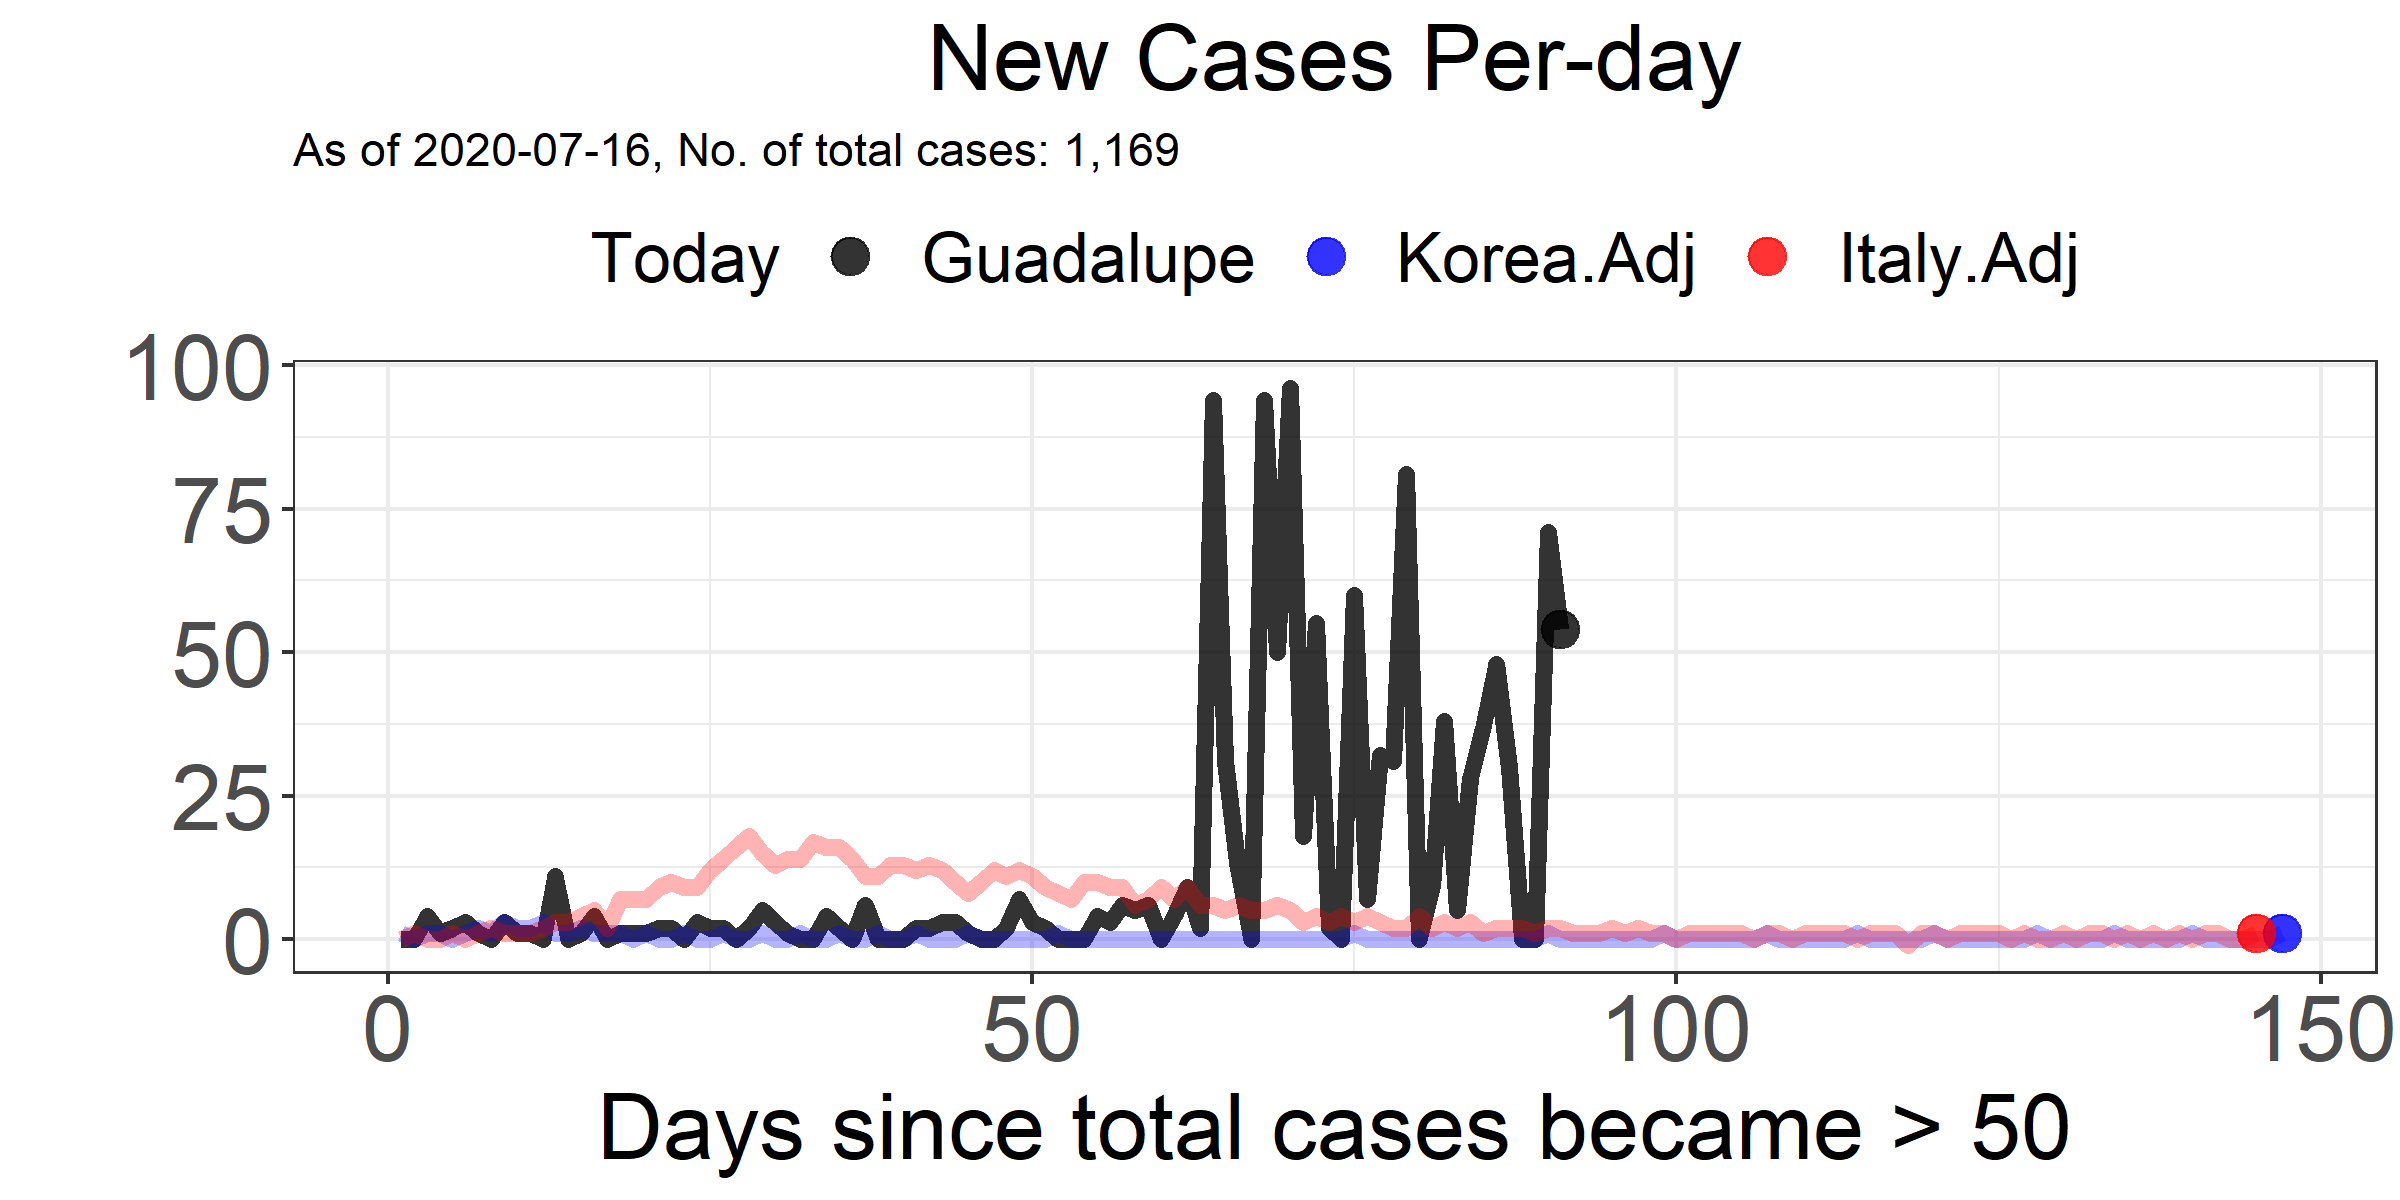 New Cases Per-day
As of 2020-07-16, No. of total cases: 1,169
Today Guadalupe Korea.Adj Italy.Adj
100
75
50
25
0
0 50 100 150
Days since total cases became > 50